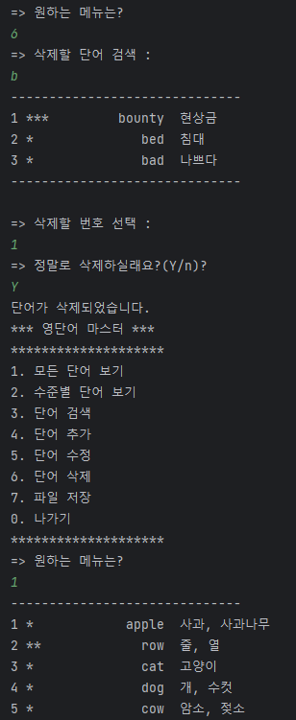 => 원하는 메뉴는?
6
=> 삭제할 단어 검색 :
b
------------------------------
1 ***         bounty  현상금
2 *              bed  침대
3 *              bad  나쁘다
------------------------------
=> 삭제할 번호 선택 :
1
=> 정말로 삭제하실래요?(Y/n)?
Y
단어가 삭제되었습니다.
*** 영단어 마스터 ***
********************
1. 모든 단어 보기
2. 수준별 단어 보기
3. 단어 검색
4. 단어 추가
5. 단어 수정
6. 단어 삭제
7. 파일 저장
0. 나가기
********************
=> 원하는 메뉴는?
1
------------------------------
1 *            apple  사과, 사과나무
2 **             row  줄, 열
3 *              cat  고양이
4 *              dog  개, 수컷
5 *              cow  암소, 젖소